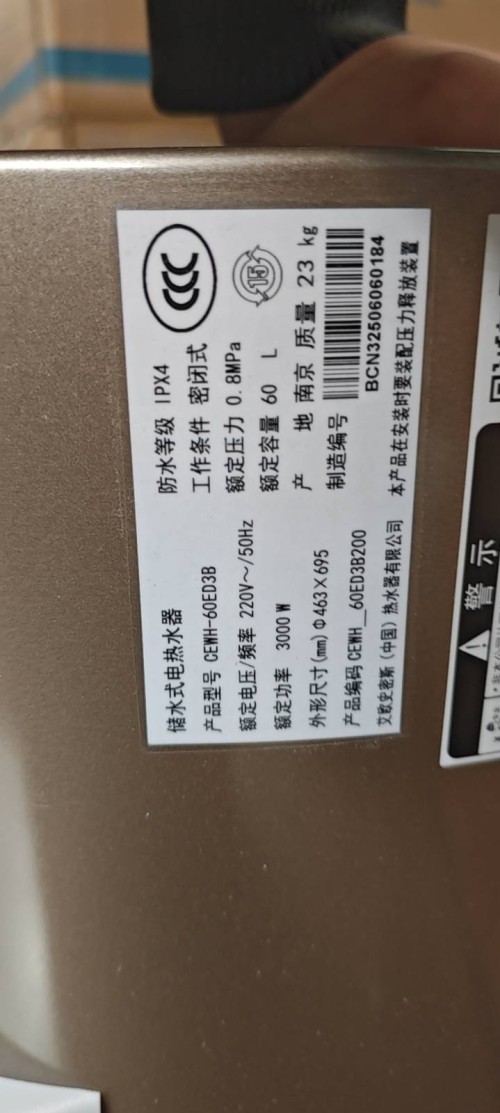 储水式电热水器
产品型号 CEWH-60ED3B
额定电压/频率 220V～/50Hz
额定功率 3000 W
外形尺寸(mm)Φ463×695
产品编码 CEWH__60ED3B200
艾欧史密斯（中国）热水器有限公司
CCC
防水等级 IPX4
工作条件 密闭式
15
额定压力 0.8MPa
额定容量 60 L
产 地 南京 质量 23 kg
制造编号
BCN32506060184
本产品在安装时要装配压力释放装置
警示